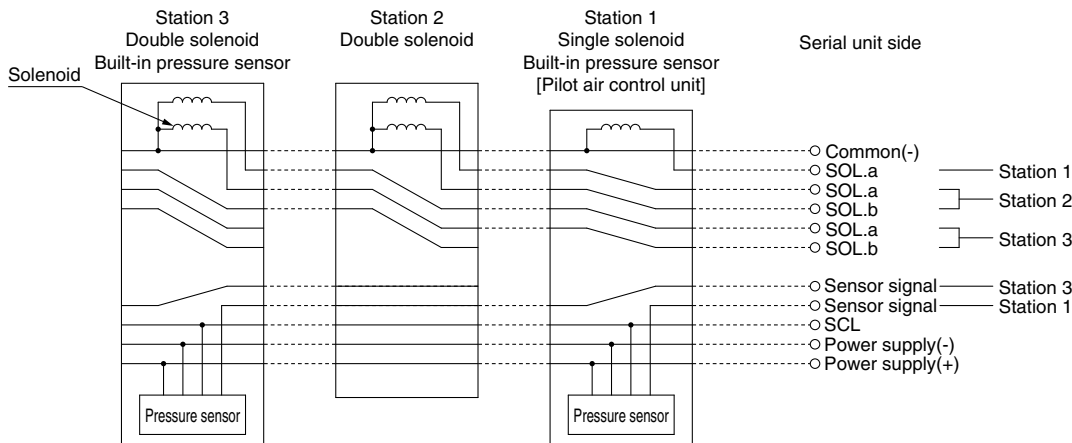 Station 3
Double solenoid
Built-in pressure sensor
Station 2
Double solenoid
Station 1
Single solenoid
Built-in pressure sensor
[Pilot air control unit]
Serial unit side
Solenoid
Common(-)
SOL.a
Station 1
SOL.a
Station 2
SOL.b
SOL.a
Station 3
SOL.b
Sensor signal
Station 3
Sensor signal
Station 1
SCL
Power supply(-)
Power supply(+)
Pressure sensor
Pressure sensor